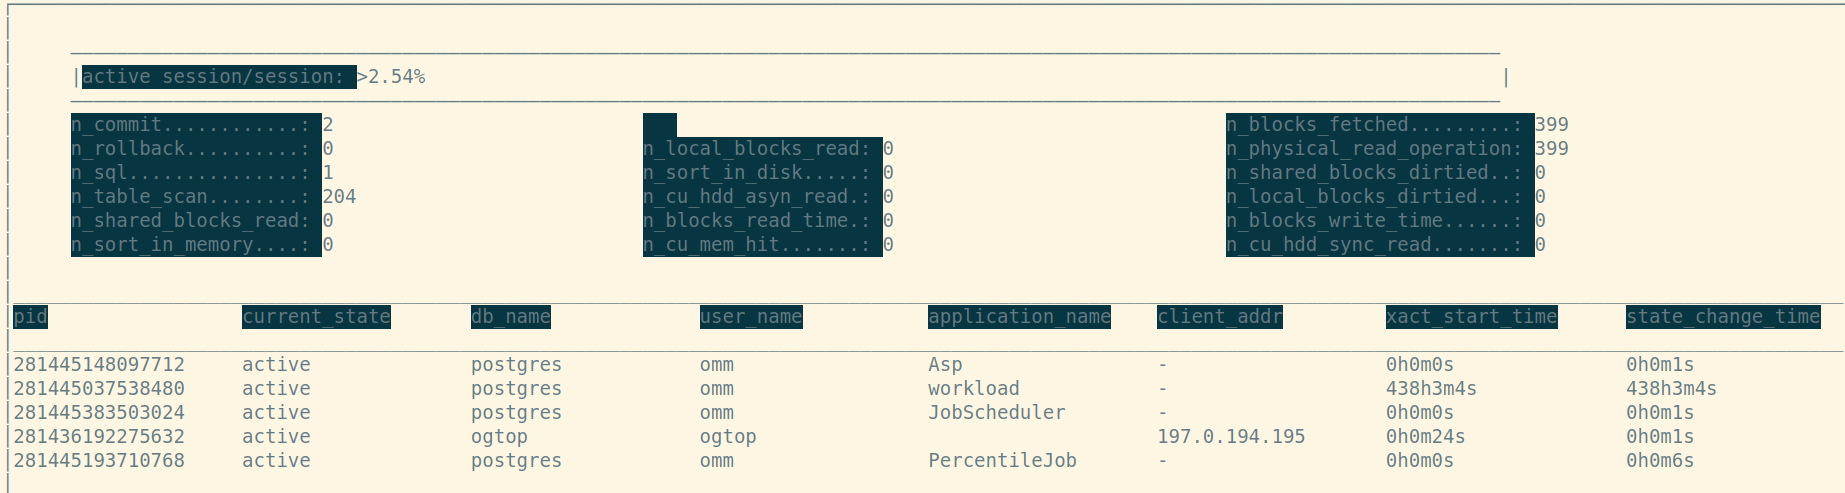 |active session/session: >2.54% |
n_commit............: 2 n_blocks_fetched.........: 399
n_rollback..........: 0 n_local_blocks_read: 0 n_physical_read_operation: 399
n_sql...............: 1 n_sort_in_disk.....: 0 n_shared_blocks_dirtied..: 0
n_table_scan........: 204 n_cu_hdd_asyn_read.: 0 n_local_blocks_dirtied...: 0
n_shared_blocks_read: 0 n_blocks_read_time.: 0 n_blocks_write_time......: 0
n_sort_in_memory....: 0 n_cu_mem_hit.......: 0 n_cu_hdd_sync_read.......: 0
pid current_state db_name user_name application_name client_addr xact_start_time state_change_time
281445148097712 active postgres omm Asp - 0h0m0s 0h0m1s
281445037538480 active postgres omm workload - 438h3m4s 438h3m4s
281445383503024 active postgres omm JobScheduler - 0h0m0s 0h0m1s
281436192275632 active ogtop ogtop 197.0.194.195 0h0m24s 0h0m1s
281445193710768 active postgres omm PercentileJob - 0h0m0s 0h0m6s